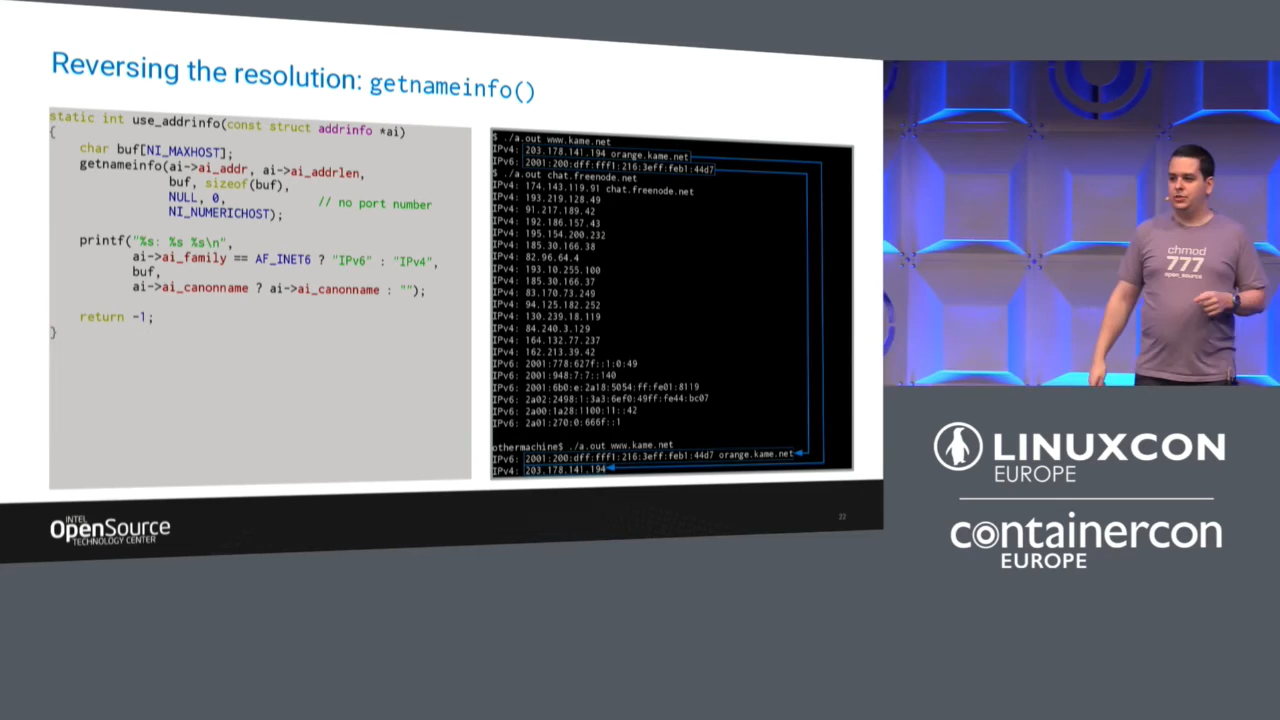 Reversing the resolution: getnameinfo()
static int use_addrinfo(const struct addrinfo *ai)
{
char buf[NI_MAXHOST];
getnameinfo(ai->ai_addr, ai->ai_addrlen,
buf, sizeof(buf),
NULL, 0, // no port number
NI_NUMERICHOST);
printf("%s: %s %s\n",
ai->ai_family == AF_INET6 ? "IPv6" : "IPv4",
buf,
ai->ai_canonname ? ai->ai_canonname : "");
return -1;
}
$ ./a.out www.kame.net
IPv4: 203.178.141.194 orange.kame.net
IPv6: 2001:200:dff:fff1:216:3eff:feb1:44d7
$ ./a.out chat.freenode.net
IPv4: 174.143.119.91 chat.freenode.net
IPv4: 193.219.128.49
IPv4: 91.217.189.42
IPv4: 192.186.157.43
IPv4: 195.154.200.232
IPv4: 185.30.166.38
IPv4: 82.96.64.4
IPv4: 193.10.255.100
IPv4: 185.30.166.37
IPv4: 83.170.73.249
IPv4: 94.125.182.252
IPv4: 130.239.18.119
IPv4: 84.240.3.129
IPv4: 164.132.77.237
IPv4: 162.213.39.42
IPv6: 2001:778:627f::1:0:49
IPv6: 2001:948:7:7::140
IPv6: 2001:6b0:e:2a18:5054:ff:fe01:8119
IPv6: 2a02:2498:1:3a3:6ef0:49ff:fe44:bc07
IPv6: 2a00:1a28:1100:11::42
IPv6: 2a01:270:0:666f::1
othermachine$ ./a.out www.kame.net
IPv6: 2001:200:dff:fff1:216:3eff:feb1:44d7 orange.kame.net
IPv4: 203.178.141.194
INTEL
OpenSource
TECHNOLOGY CENTER
22
chmod
777
open_source
LINUXCON
EUROPE
containercon
EUROPE